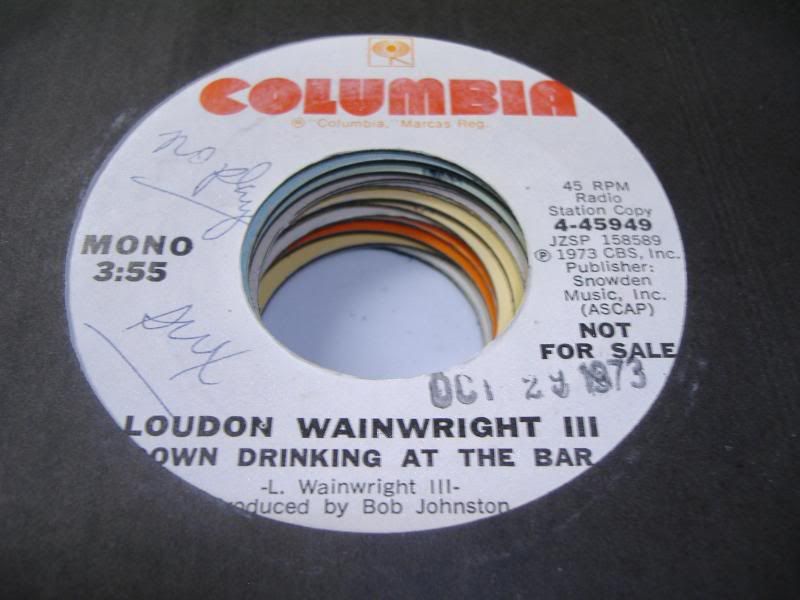 COLUMBIA
® "Columbia," Marcas Reg.
no play
MONO
3:55
sux
45 RPM
Radio
Station Copy
4-45949
JZSP 158589
℗ 1973 CBS, Inc.
Publisher:
Snowden
Music, Inc.
(ASCAP)
NOT
FOR SALE
OCT 29 1973
LOUDON WAINWRIGHT III
DOWN DRINKING AT THE BAR
-L. Wainwright III-
Produced by Bob Johnston